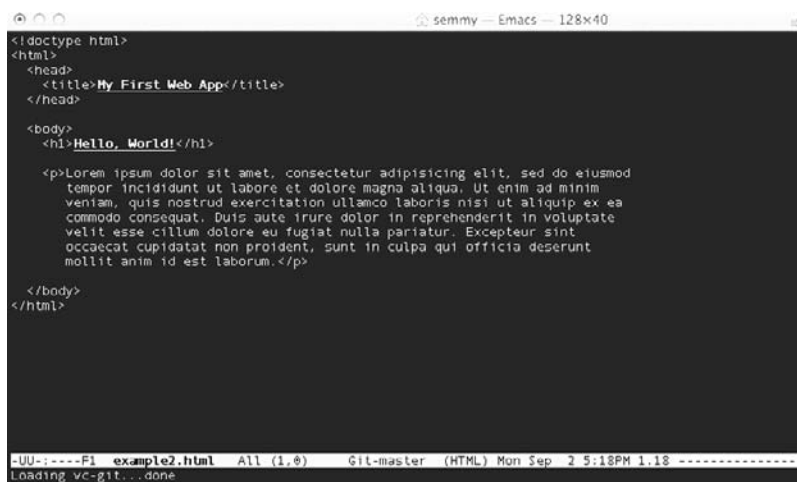 semmy — Emacs — 128×40
<!doctype html>
<html>
  <head>
    <title>My First Web App</title>
  </head>

  <body>
    <h1>Hello, World!</h1>

    <p>Lorem ipsum dolor sit amet, consectetur adipisicing elit, sed do eiusmod
       tempor incididunt ut labore et dolore magna aliqua. Ut enim ad minim
       veniam, quis nostrud exercitation ullamco laboris nisi ut aliquip ex ea
       commodo consequat. Duis aute irure dolor in reprehenderit in voluptate
       velit esse cillum dolore eu fugiat nulla pariatur. Excepteur sint
       occaecat cupidatat non proident, sunt in culpa qui officia deserunt
       mollit anim id est laborum.</p>

  </body>
</html>
-UU-:----F1  example2.html   All (1,0)     Git-master  (HTML) Mon Sep  2 5:18PM 1.18 ---------------
Loading vc-git...done